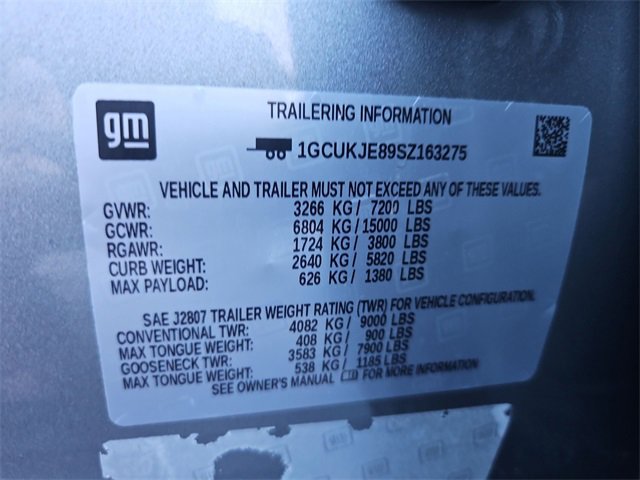 gm
TRAILERING INFORMATION
1GCUKJE89SZ163275
VEHICLE AND TRAILER MUST NOT EXCEED ANY OF THESE VALUES.
GVWR: 3266 KG / 7200 LBS
GCWR: 6804 KG / 15000 LBS
RGAWR: 1724 KG / 3800 LBS
CURB WEIGHT: 2640 KG / 5820 LBS
MAX PAYLOAD: 626 KG / 1380 LBS
SAE J2807 TRAILER WEIGHT RATING (TWR) FOR VEHICLE CONFIGURATION.
CONVENTIONAL TWR: 4082 KG / 9000 LBS
MAX TONGUE WEIGHT: 408 KG / 900 LBS
GOOSENECK TWR: 3583 KG / 7900 LBS
MAX TONGUE WEIGHT: 538 KG / 1185 LBS
SEE OWNER'S MANUAL FOR MORE INFORMATION